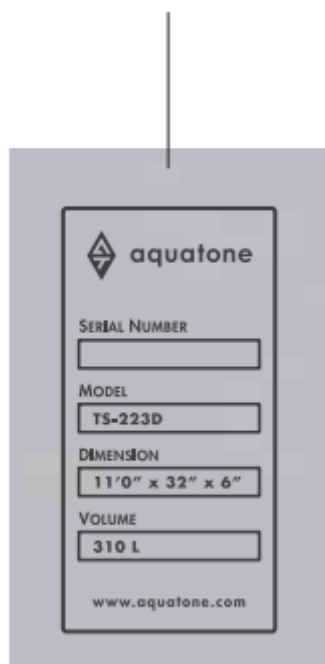 aquatone
SERIAL NUMBER
MODEL
TS-223D
DIMENSION
11'0" x 32" x 6"
VOLUME
310 L
www.aquatone.com